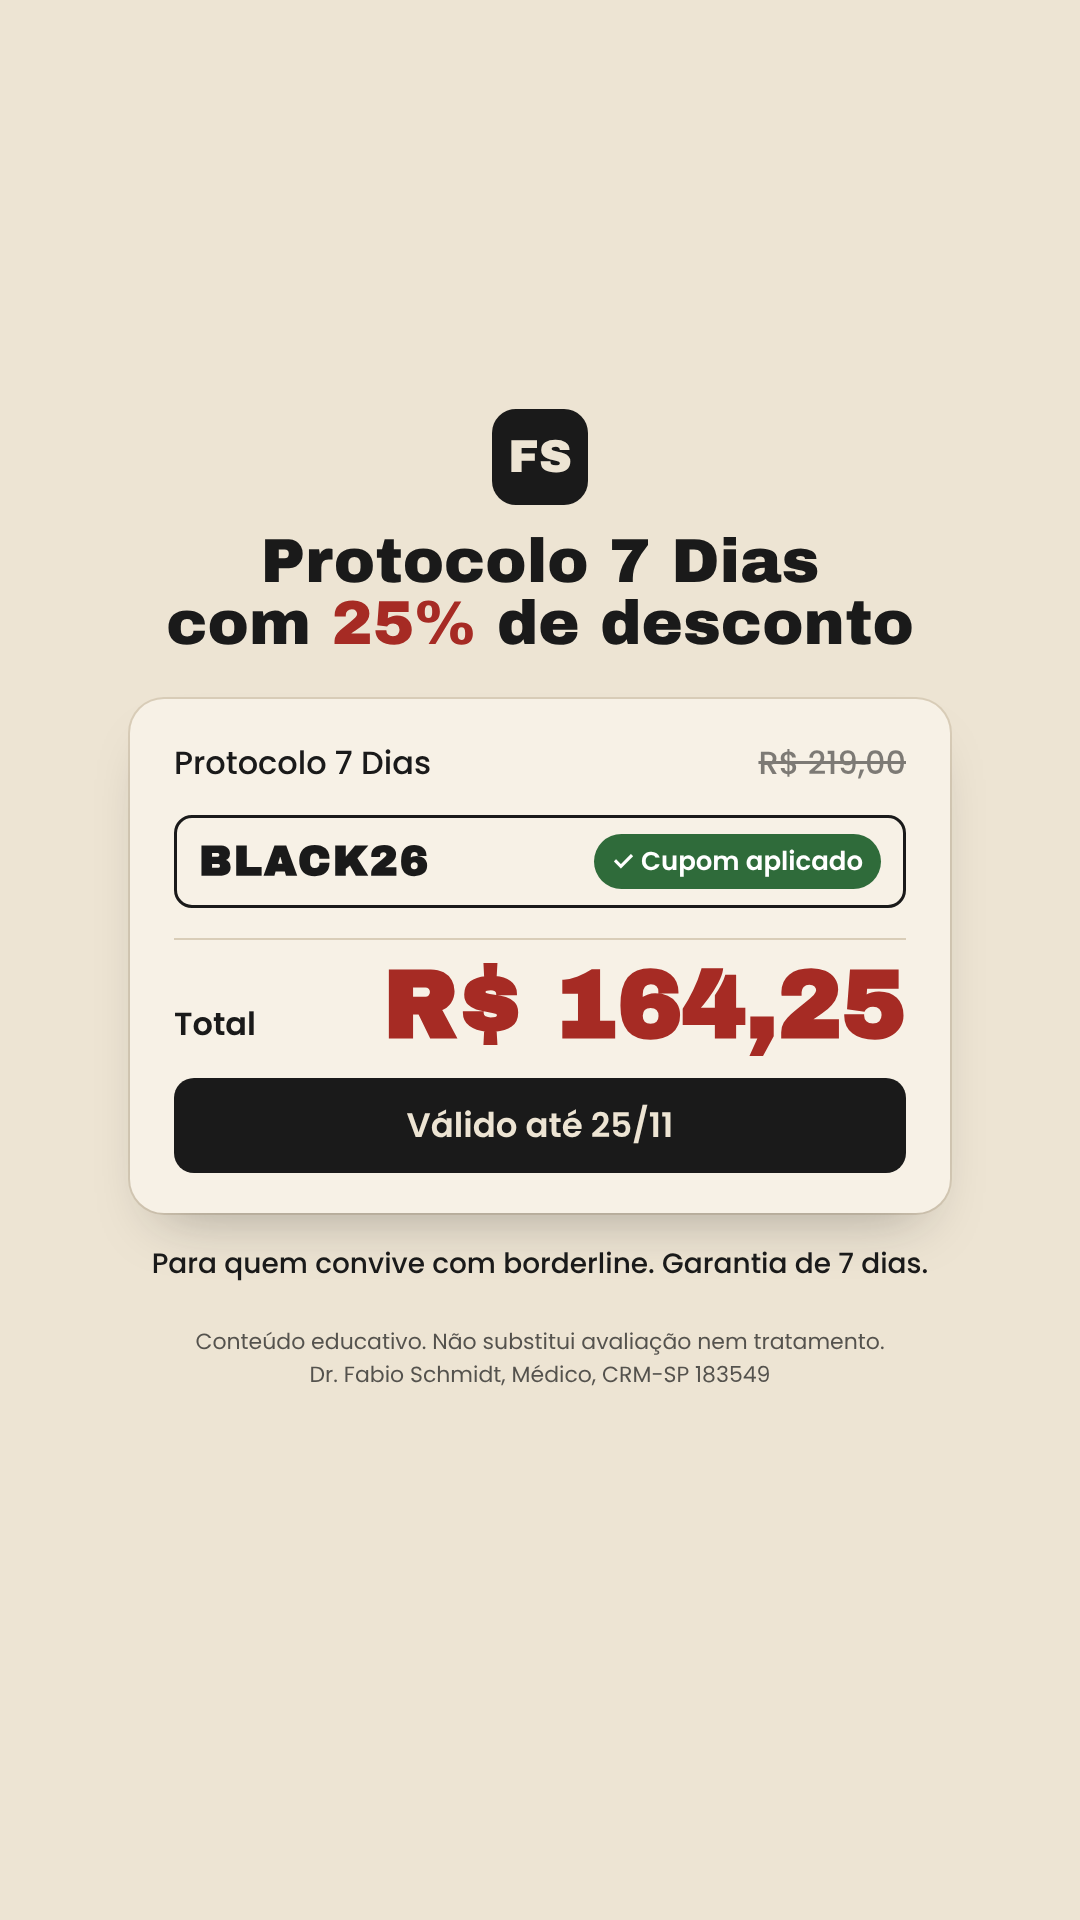 FS
Protocolo 7 Dias
com 25% de desconto
Protocolo 7 Dias R$ 219,00
BLACK26 ✓ Cupom aplicado
Total R$ 164,25
Válido até 25/11
Para quem convive com borderline. Garantia de 7 dias.
Conteúdo educativo. Não substitui avaliação nem tratamento.
Dr. Fabio Schmidt, Médico, CRM-SP 183549